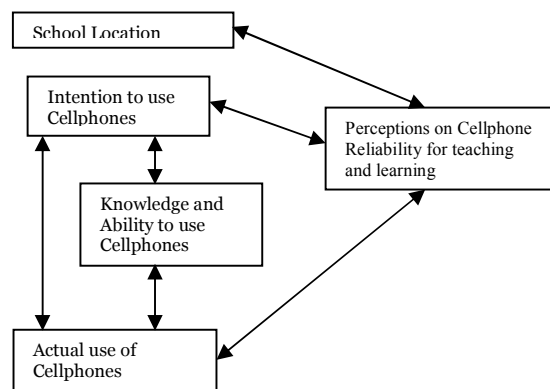 School Location
Intention to use
Cellphones
Perceptions on Cellphone
Reliability for teaching
and learning
Knowledge and
Ability to use
Cellphones
Actual use of
Cellphones